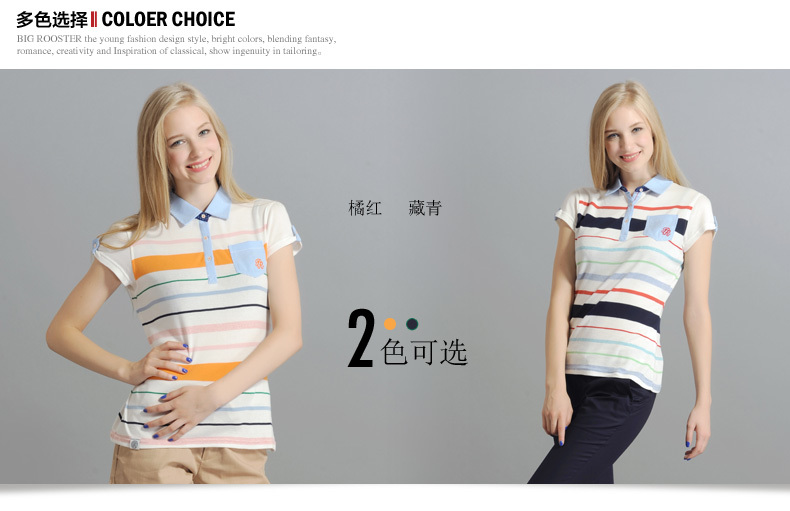 多色选择 COLOER CHOICE
BIG ROOSTER the young fashion design style, bright colors, blending fantasy,
romance, creativity and Inspiration of classical, show ingenuity in tailoring。
橘红 藏青
2色可选